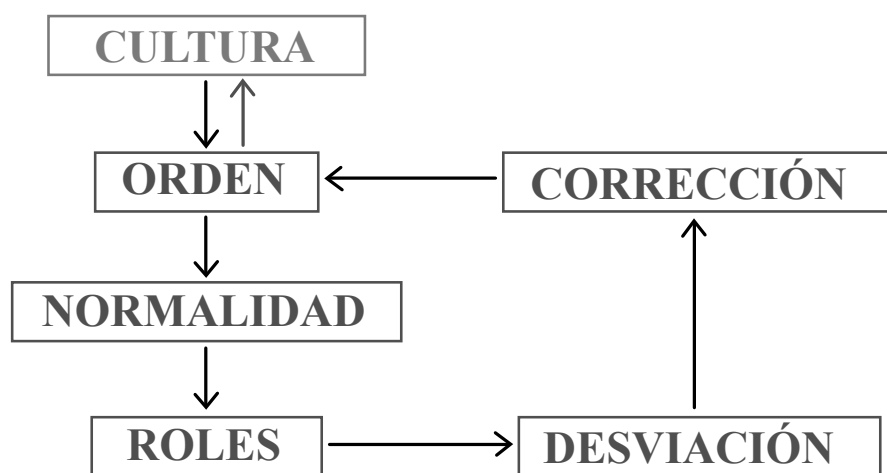 CULTURA
ORDEN
CORRECCIÓN
NORMALIDAD
ROLES
DESVIACIÓN